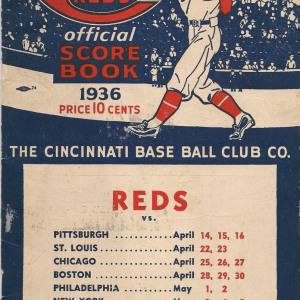 REDS
official
SCORE
BOOK
1936
PRICE 10 CENTS
THE CINCINNATI BASE BALL CLUB CO.
REDS
vs.
PITTSBURGH ............ April 14, 15, 16
ST. LOUIS ............ April 22, 23
CHICAGO ............ April 25, 26, 27
BOSTON ............ April 28, 29, 30
PHILADELPHIA ............ May 1, 2